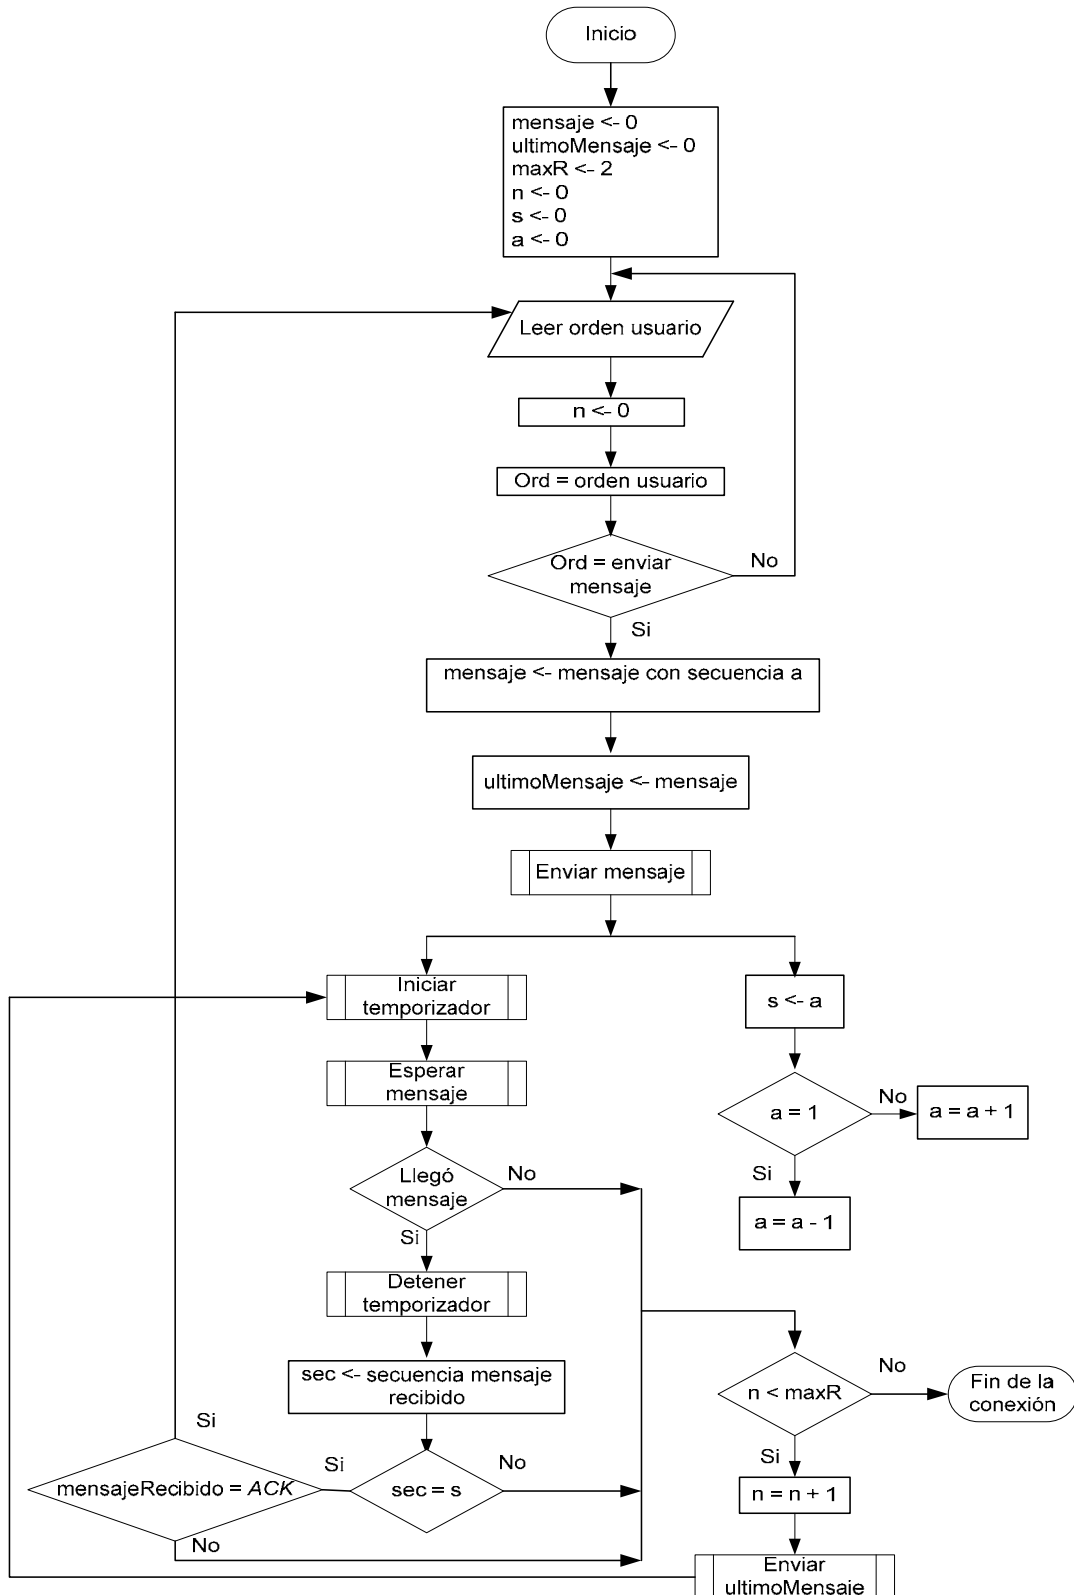 Inicio
mensaje <- 0
ultimoMensaje <- 0
maxR <- 2
n <- 0
s <- 0
a <- 0
Leer orden usuario
n <- 0
Ord = orden usuario
Ord = enviar
mensaje
No
Si
mensaje <- mensaje con secuencia a
ultimoMensaje <- mensaje
Enviar mensaje
Iniciar
temporizador
s <- a
Esperar
mensaje
a = 1
No
a = a + 1
Si
a = a - 1
Llegó
mensaje
No
Si
Detener
temporizador
sec <- secuencia mensaje
recibido
n < maxR
No
Fin de la
conexión
Si
n = n + 1
Si
mensajeRecibido = ACK
Si
sec = s
No
No
Enviar
ultimoMensaje